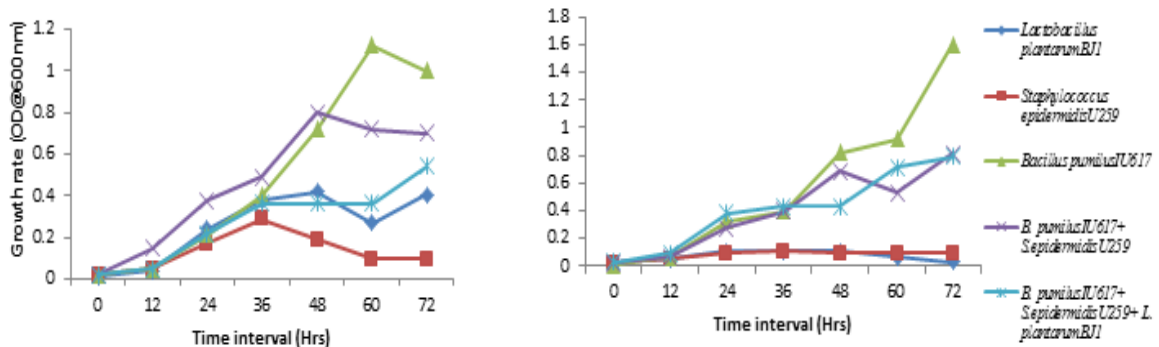 1.2
1
0.8
0.6
0.4
0.2
0
0 12 24 36 48 60 72
Growth rate (OD@600nm)
Time interval (Hrs)
1.8
1.6
1.4
1.2
1
0.8
0.6
0.4
0.2
0
0 12 24 36 48 60 72
Time interval (Hrs)
Lactobacillus
plantarumBJ1
Staphylococcus
epidermidisU259
Bacillus pumilusIU617
B. pumilusIU617+
S.epidermidisU259
B. pumilusIU617+
S.epidermidisU259+ L.
plantarumBJ1